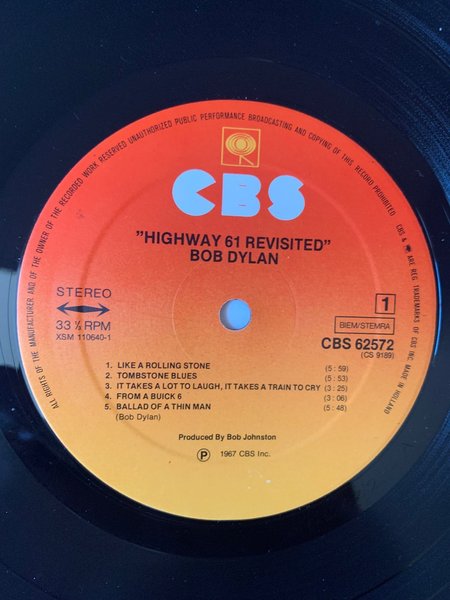 ALL RIGHTS OF THE MANUFACTURER AND OF THE OWNER OF THE RECORDED WORK RESERVED UNAUTHORIZED PUBLIC PERFORMANCE BROADCASTING AND COPYING OF THIS RECORD PROHIBITED
CBS & ARE REG. TRADEMARKS OF CBS INC. MADE IN HOLLAND
CBS
"HIGHWAY 61 REVISITED"
BOB DYLAN
STEREO
33 ⅓ RPM
XSM 110640-1
1
BIEM/STEMRA
CBS 62572
(CS 9189)
1. LIKE A ROLLING STONE (5 : 59)
2. TOMBSTONE BLUES (5 : 53)
3. IT TAKES A LOT TO LAUGH, IT TAKES A TRAIN TO CRY (3 : 25)
4. FROM A BUICK 6 (3 : 06)
5. BALLAD OF A THIN MAN (5 : 48)
(Bob Dylan)
Produced By Bob Johnston
Ⓟ 1967 CBS Inc.